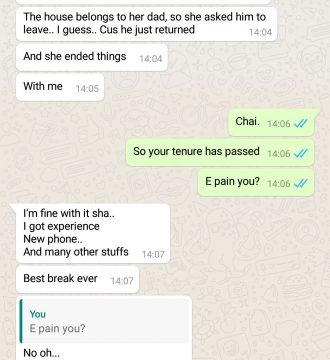 The house belongs to her dad, so she asked him to
leave.. I guess.. Cus he just returned
14:04
And she ended things 14:04
With me 14:05
Chai. 14:06
So your tenure has passed 14:06
E pain you? 14:06
I'm fine with it sha..
I got experience
New phone..
And many other stuffs 14:07
Best break ever 14:07
You
E pain you?
No oh...